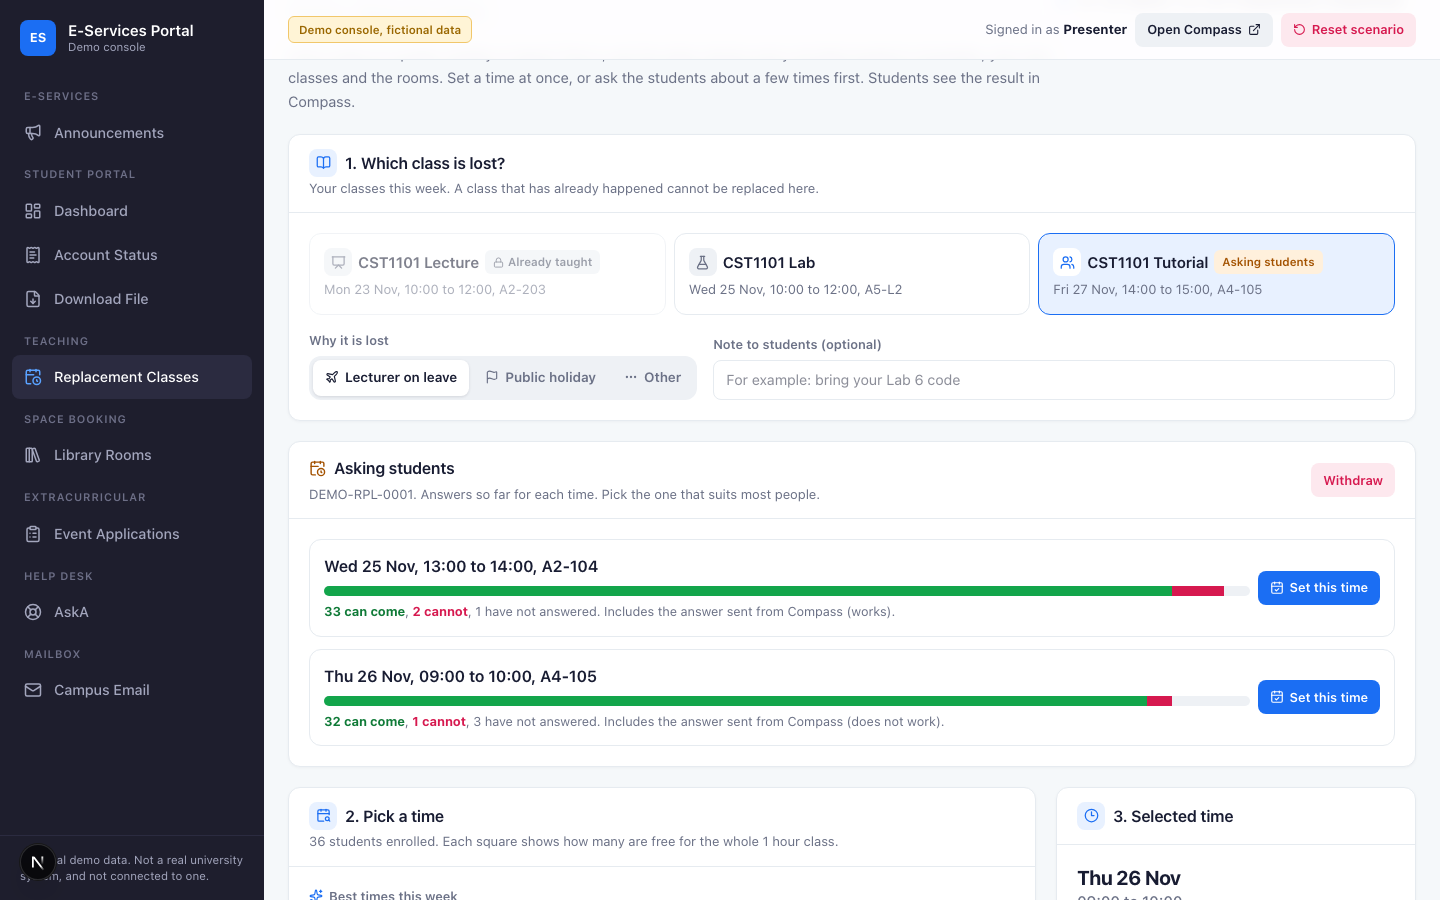 ES
E-Services Portal
Demo console
E-SERVICES
Announcements
STUDENT PORTAL
Dashboard
Account Status
Download File
TEACHING
Replacement Classes
SPACE BOOKING
Library Rooms
EXTRACURRICULAR
Event Applications
HELP DESK
AskA
MAILBOX
Campus Email
N
al demo data. Not a real university
m, and not connected to one.
Demo console, fictional data
Signed in as Presenter
Open Compass
Reset scenario
classes and the rooms. Set a time at once, or ask the students about a few times first. Students see the result in
Compass.
1. Which class is lost?
Your classes this week. A class that has already happened cannot be replaced here.
CST1101 Lecture Already taught
Mon 23 Nov, 10:00 to 12:00, A2-203
CST1101 Lab
Wed 25 Nov, 10:00 to 12:00, A5-L2
CST1101 Tutorial Asking students
Fri 27 Nov, 14:00 to 15:00, A4-105
Why it is lost
Lecturer on leave
Public holiday
Other
Note to students (optional)
For example: bring your Lab 6 code
Asking students
DEMO-RPL-0001. Answers so far for each time. Pick the one that suits most people.
Withdraw
Wed 25 Nov, 13:00 to 14:00, A2-104
33 can come, 2 cannot, 1 have not answered. Includes the answer sent from Compass (works).
Set this time
Thu 26 Nov, 09:00 to 10:00, A4-105
32 can come, 1 cannot, 3 have not answered. Includes the answer sent from Compass (does not work).
Set this time
2. Pick a time
36 students enrolled. Each square shows how many are free for the whole 1 hour class.
Best times this week
3. Selected time
Thu 26 Nov
09:00 to 10:00